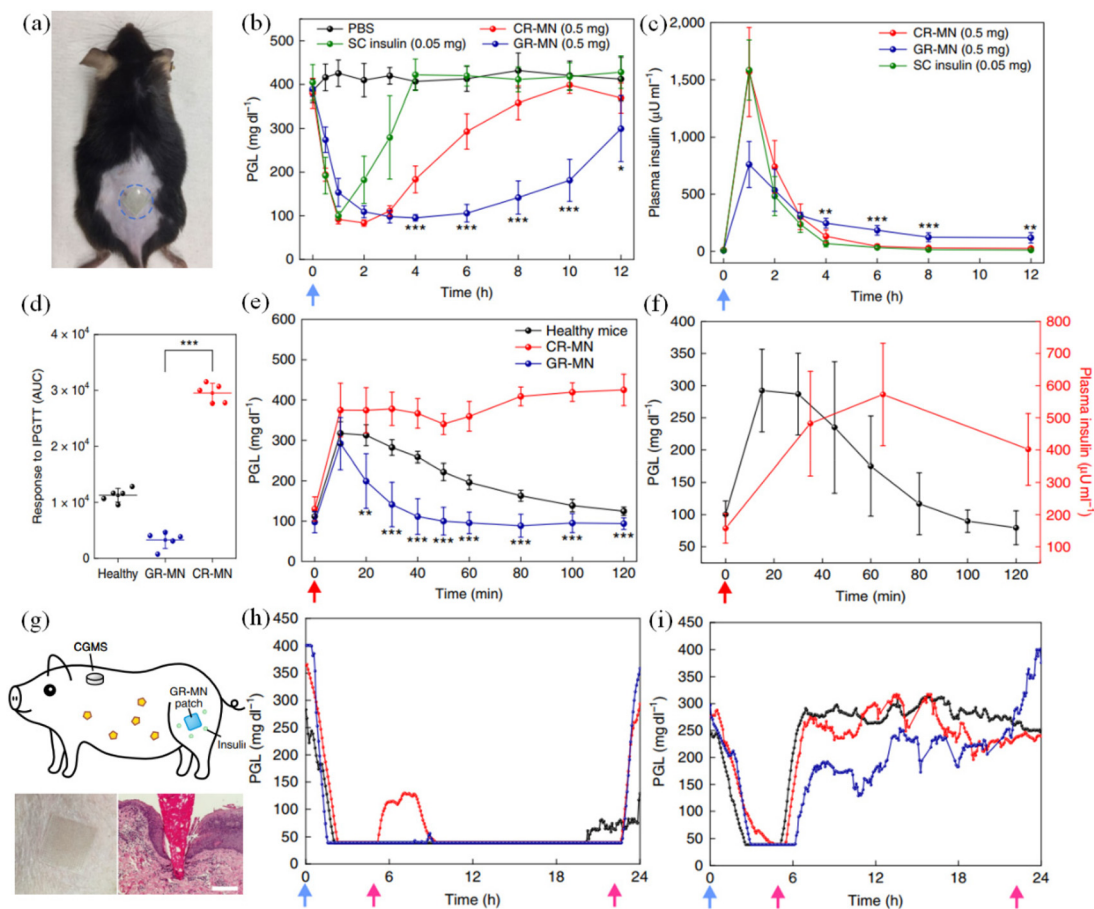 (a)
(b)
PBS
SC insulin (0.05 mg)
CR-MN (0.5 mg)
GR-MN (0.5 mg)
PGL (mg dl⁻¹)
500
400
300
200
100
0
0 2 4 6 8 10 12
*** *** *** *** *
Time (h)
(c)
CR-MN (0.5 mg)
GR-MN (0.5 mg)
SC insulin (0.05 mg)
Plasma insulin (μU ml⁻¹)
2,000
1,500
1,000
500
0
** *** *** **
0 2 4 6 8 10 12
Time (h)
(d)
Response to IPGTT (AUC)
4 × 10⁴
3 × 10⁴
2 × 10⁴
1 × 10⁴
0
***
Healthy GR-MN CR-MN
(e)
Healthy mice
CR-MN
GR-MN
PGL (mg dl⁻¹)
600
500
400
300
200
100
0
** *** *** *** *** *** *** ***
0 20 40 60 80 100 120
Time (min)
(f)
PGL (mg dl⁻¹)
400
350
300
250
200
150
100
50
0 20 40 60 80 100 120
Time (min)
800
700
600
500
400
300
200
100
Plasma insulin (μU ml⁻¹)
(g)
CGMS
GR-MN
patch
Insulin
(h)
PGL (mg dl⁻¹)
450
400
350
300
250
200
150
100
50
0
0 6 12 18 24
Time (h)
(i)
PGL (mg dl⁻¹)
450
400
350
300
250
200
150
100
50
0
0 6 12 18 24
Time (h)